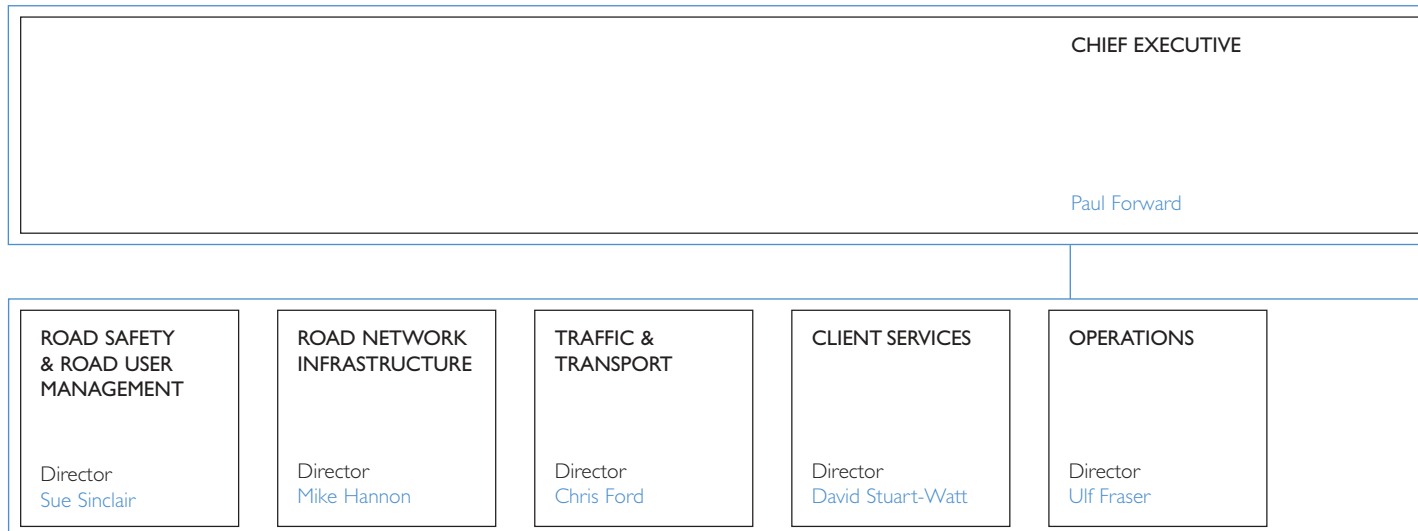 CHIEF EXECUTIVE
Paul Forward
ROAD SAFETY
& ROAD USER
MANAGEMENT
Director
Sue Sinclair
ROAD NETWORK
INFRASTRUCTURE
Director
Mike Hannon
TRAFFIC &
TRANSPORT
Director
Chris Ford
CLIENT SERVICES
Director
David Stuart-Watt
OPERATIONS
Director
Ulf Fraser